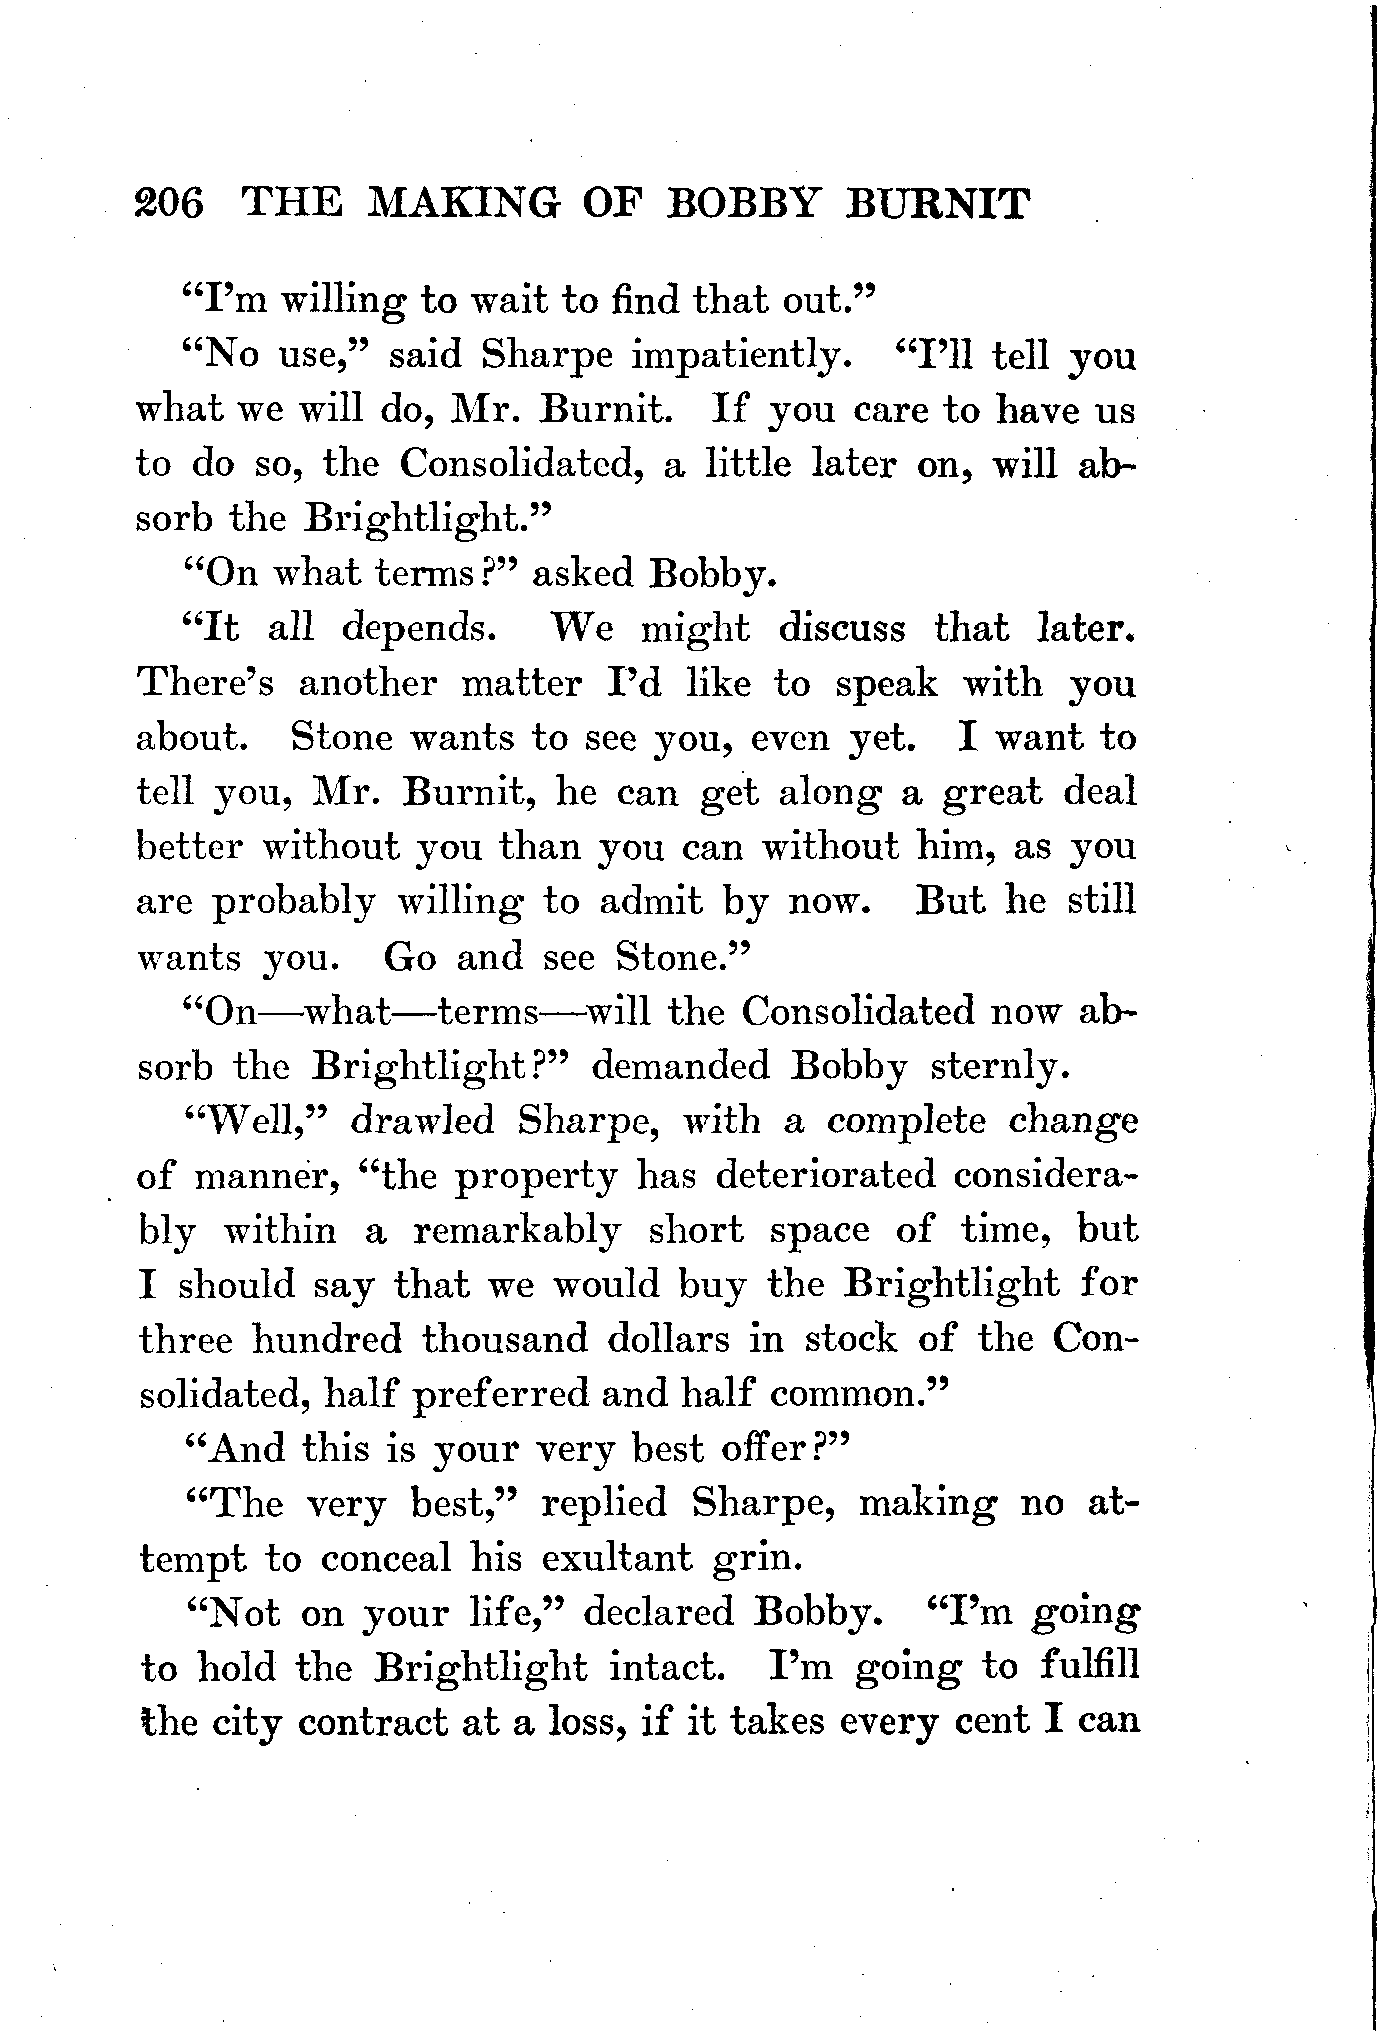 206 THE MAKING OF BOBBY BURNIT
“I’m willing to wait to find that out.”
“No use,” said Sharpe impatiently. “I’ll tell you
what we will do, Mr. Burnit. If you care to have us
to do so, the Consolidated, a little later on, will ab-
sorb the Brightlight.”
“On what terms?” asked Bobby.
“It all depends. We might discuss that later.
There’s another matter I’d like to speak with you
about. Stone wants to see you, even yet. I want to
tell you, Mr. Burnit, he can get along a great deal
better without you than you can without him, as you
are probably willing to admit by now. But he still
wants you. Go and see Stone.”
“On—what—terms—will the Consolidated now ab-
sorb the Brightlight?” demanded Bobby sternly.
“Well,” drawled Sharpe, with a complete change
of manner, “the property has deteriorated considera-
bly within a remarkably short space of time, but
I should say that we would buy the Brightlight for
three hundred thousand dollars in stock of the Con-
solidated, half preferred and half common.”
“And this is your very best offer?”
“The very best,” replied Sharpe, making no at-
tempt to conceal his exultant grin.
“Not on your life,” declared Bobby. “I’m going
to hold the Brightlight intact. I’m going to fulfill
the city contract at a loss, if it takes every cent I can